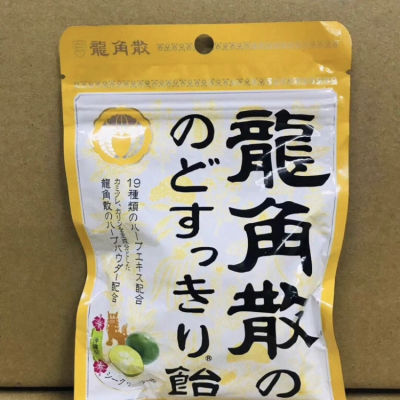 龍角散
龍角散の
のどすっきり飴
19種類のハーブエキス配合
龍角散のハーブパウダー配合